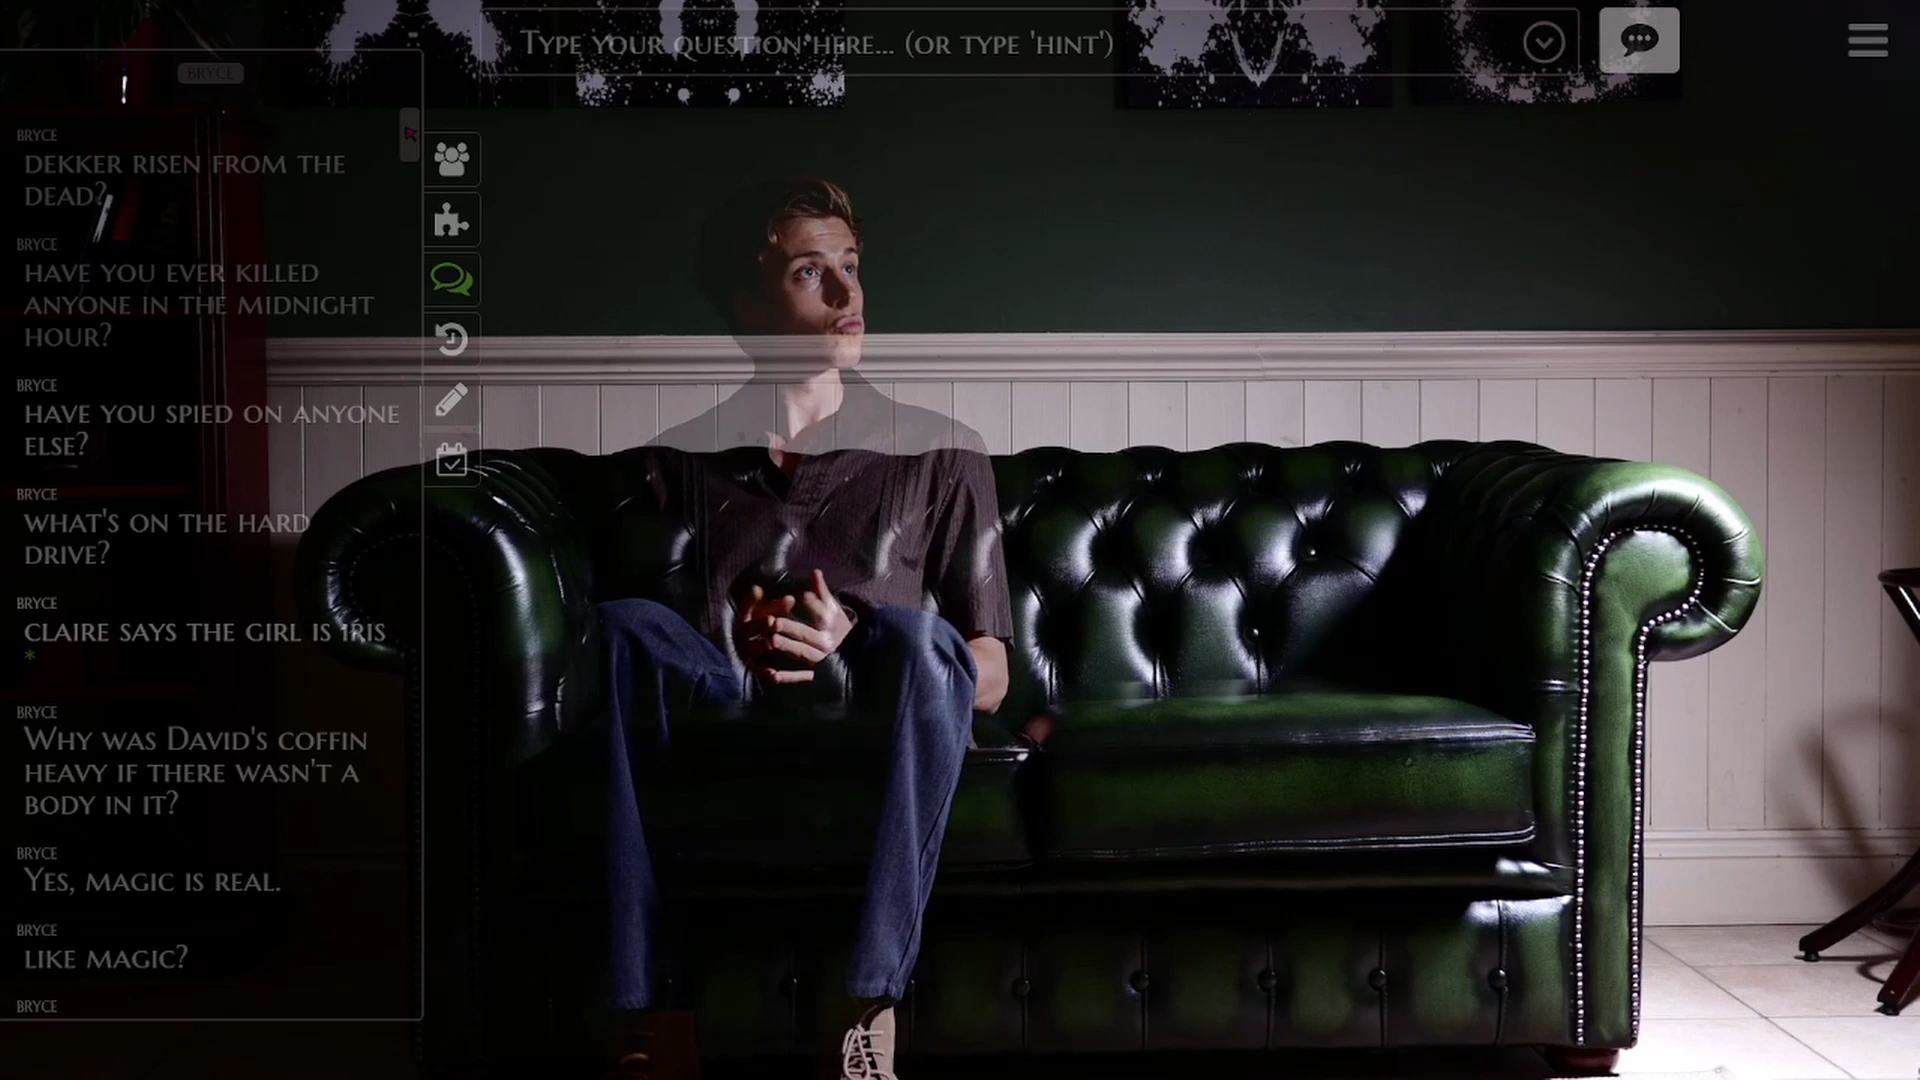 Type your question here... (or type 'hint')
BRYCE
BRYCE
DEKKER RISEN FROM THE
DEAD?
BRYCE
HAVE YOU EVER KILLED
ANYONE IN THE MIDNIGHT
HOUR?
BRYCE
HAVE YOU SPIED ON ANYONE
ELSE?
BRYCE
WHAT'S ON THE HARD
DRIVE?
BRYCE
CLAIRE SAYS THE GIRL IS IRIS
*
BRYCE
Why was David's coffin
heavy if there wasn't a
body in it?
BRYCE
Yes, magic is real.
BRYCE
LIKE MAGIC?
BRYCE